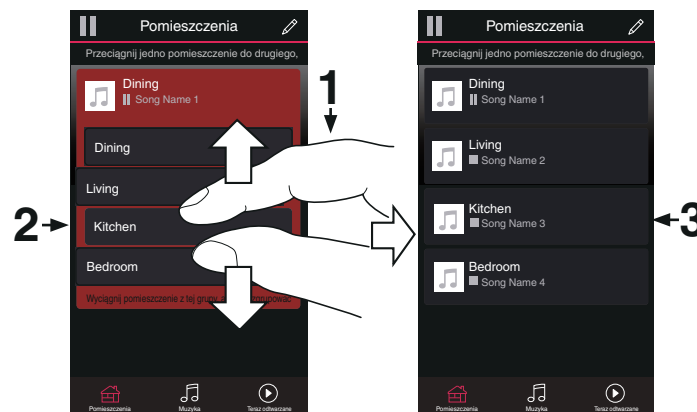 Pomieszczenia
Przeciągnij jedno pomieszczenie do drugiego,
Dining
Song Name 1
1
Dining
Living
2
Kitchen
Bedroom
Wyciągnij pomieszczenie z tej grupy,
Pomieszczenia
Muzyka
Teraz odtwarzane
Pomieszczenia
Przeciągnij jedno pomieszczenie do drugiego,
Dining
Song Name 1
Living
Song Name 2
Kitchen
Song Name 3
3
Bedroom
Song Name 4
Pomieszczenia
Muzyka
Teraz odtwarzane